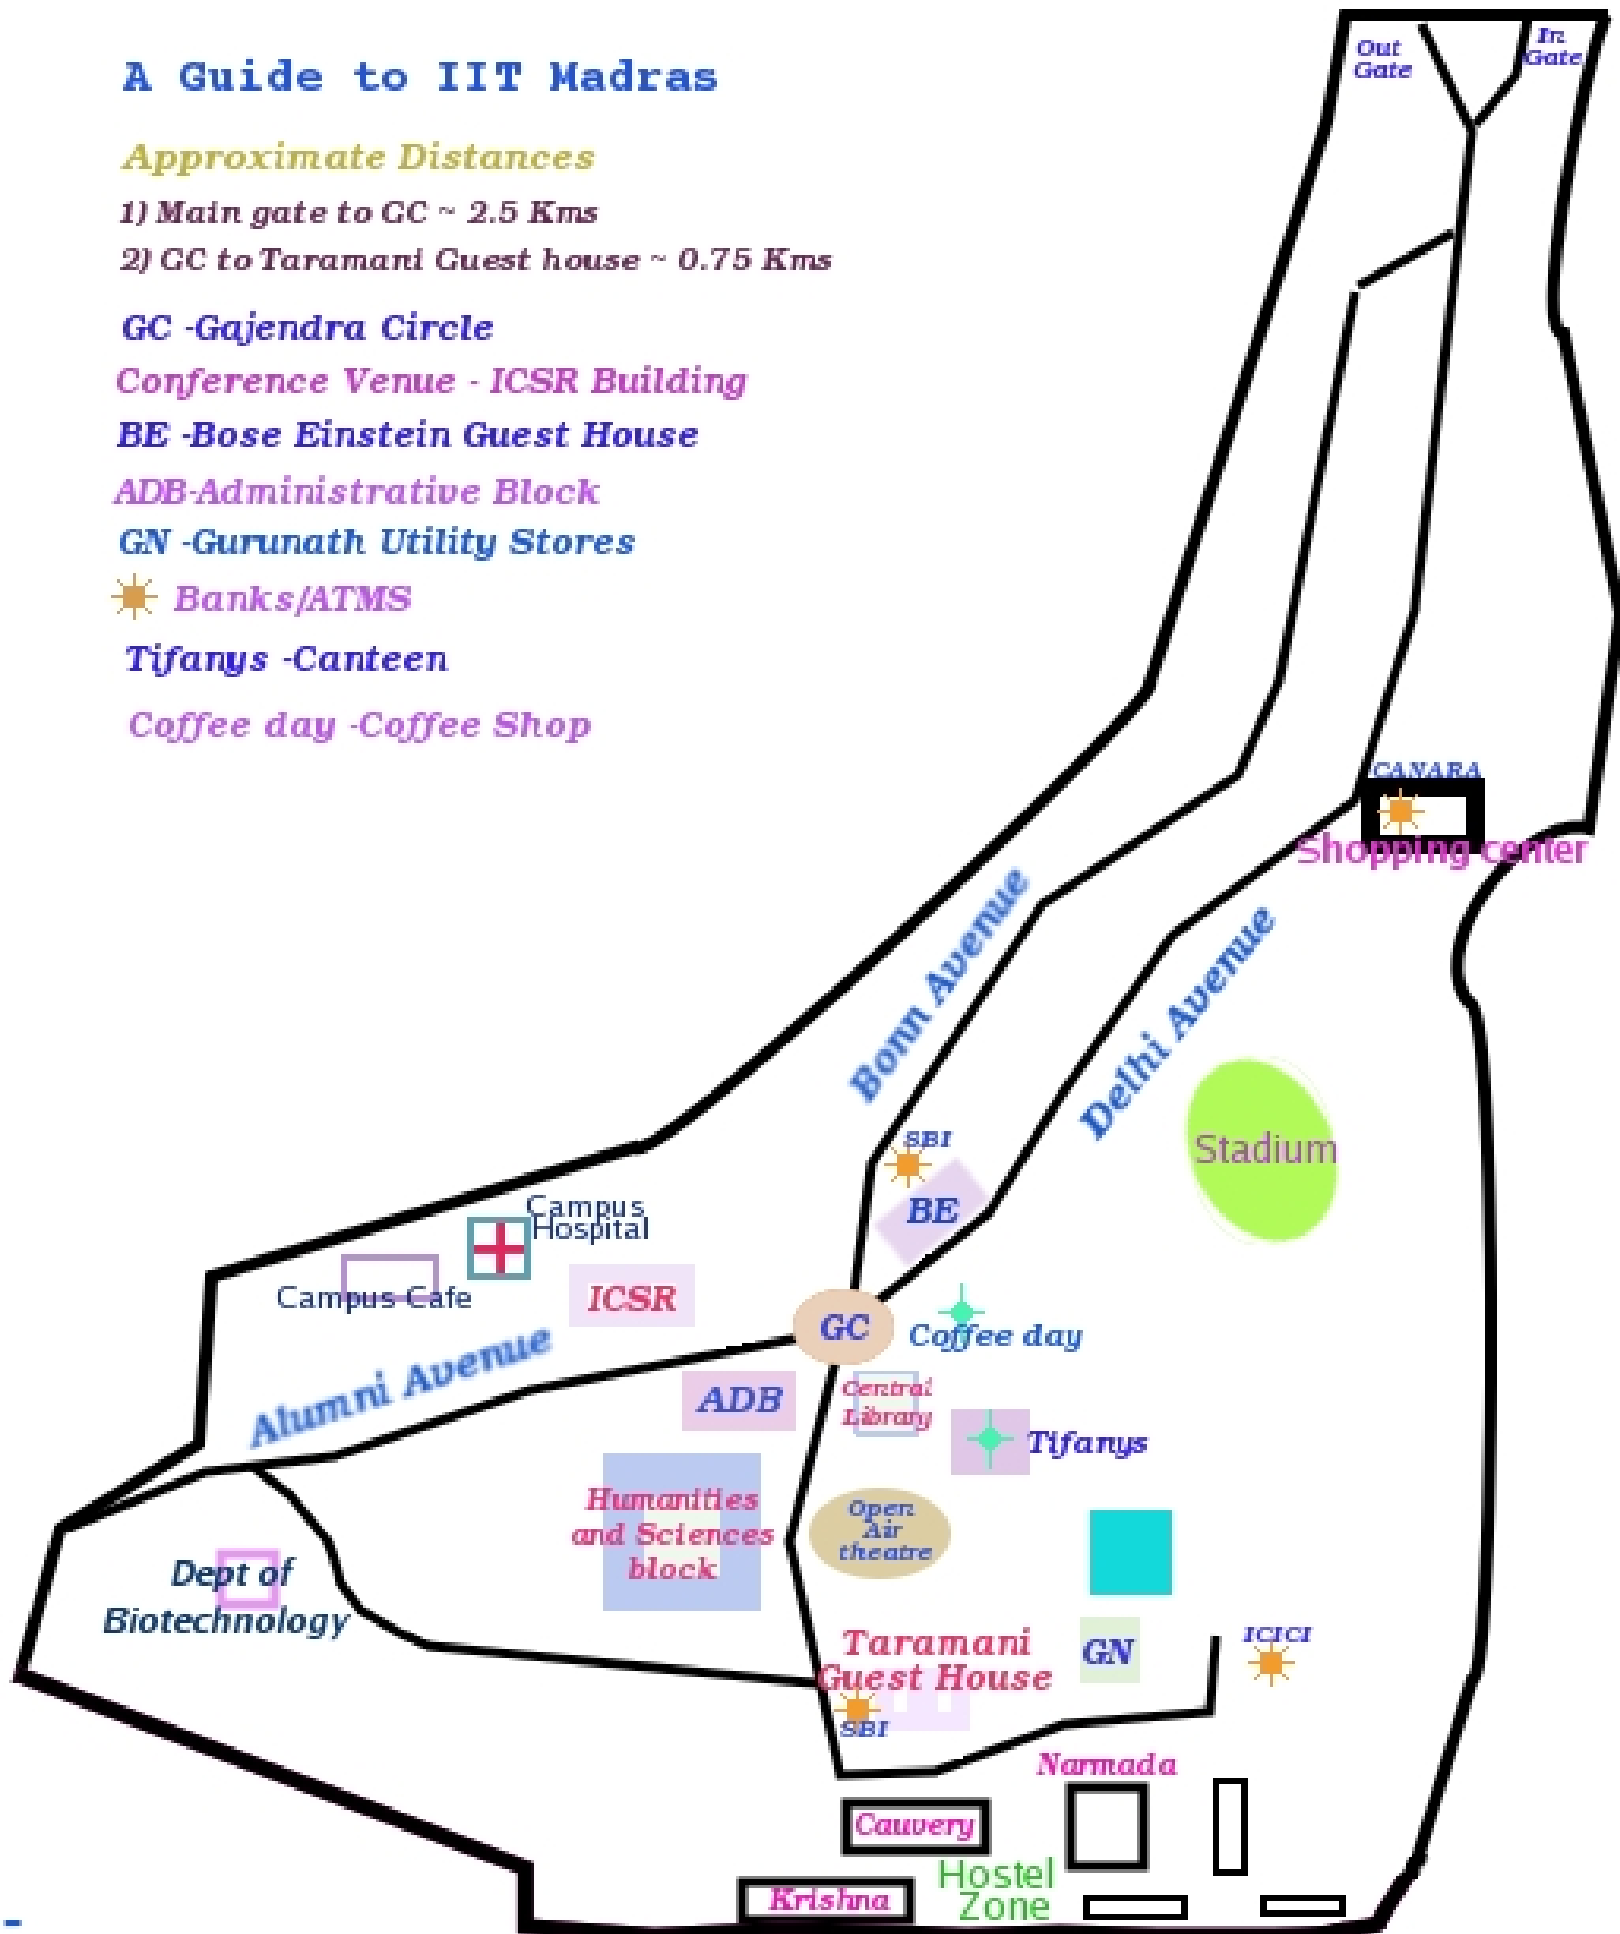 A Guide to IIT Madras
Approximate Distances
1) Main gate to GC ~ 2.5 Kms
2) GC to Taramani Guest house ~ 0.75 Kms
GC -Gajendra Circle
Conference Venue - ICSR Building
BE -Bose Einstein Guest House
ADB-Administrative Block
GN -Gurunath Utility Stores
Banks/ATMS
Tifanys -Canteen
Coffee day -Coffee Shop
Out
Gate
In
Gate
CANARA
Shopping center
Bonn Avenue
Delhi Avenue
Stadium
SBI
BE
Campus
Hospital
Campus Cafe
ICSR
GC
Coffee day
Alumni Avenue
ADB
Central
Library
Tifanys
Humanities
and Sciences
block
Open
Air
theatre
Dept of
Biotechnology
Taramani
Guest House
SBI
GN
ICICI
Narmada
Cauvery
Hostel
Zone
Krishna